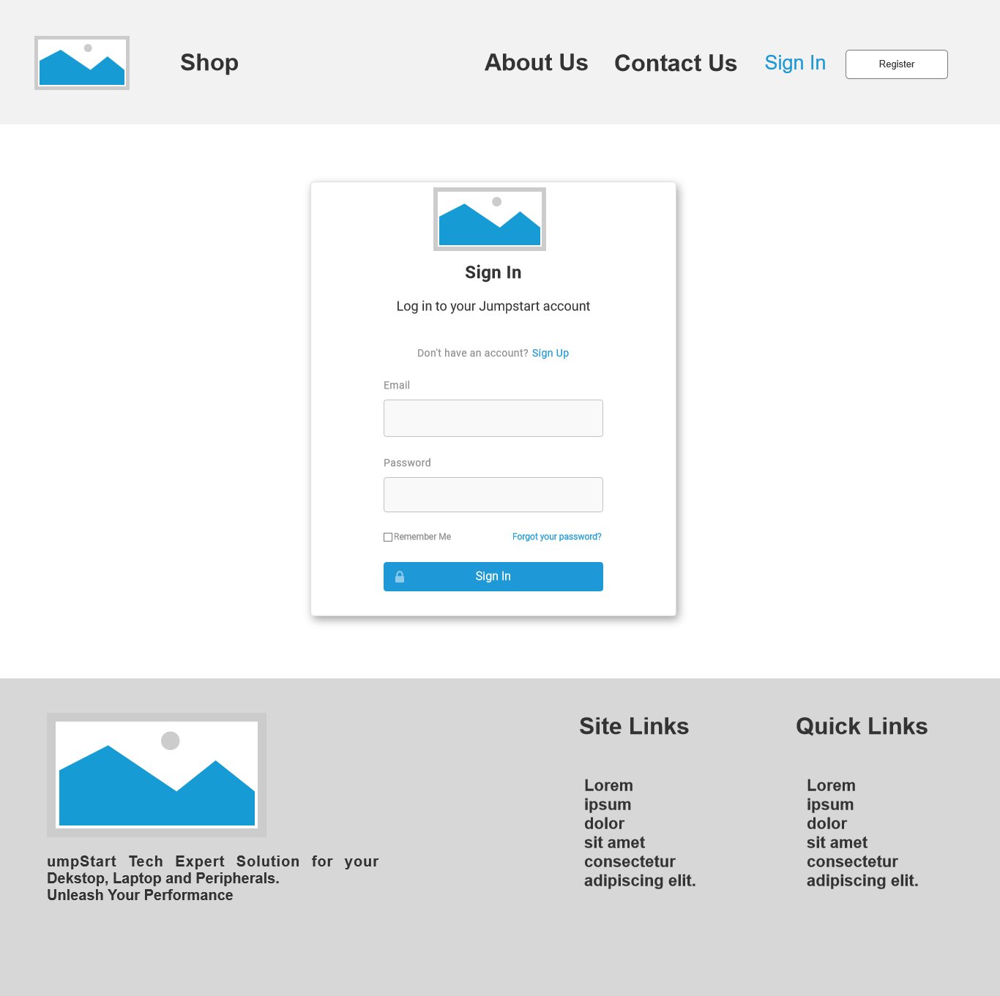 Shop
About Us
Contact Us
Sign In
Register
Sign In
Log in to your Jumpstart account
Don't have an account? Sign Up
Email
Password
Remember Me
Forgot your password?
Sign In
umpStart Tech Expert Solution for your
Dekstop, Laptop and Peripherals.
Unleash Your Performance
Site Links
Lorem
ipsum
dolor
sit amet
consectetur
adipiscing elit.
Quick Links
Lorem
ipsum
dolor
sit amet
consectetur
adipiscing elit.